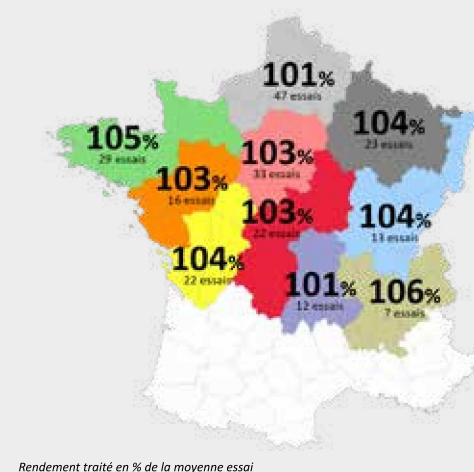 101%
47 essais
104%
23 essais
105%
29 essais
103%
33 essais
103%
16 essais
103%
22 essais
104%
13 essais
104%
22 essais
101%
12 essais
106%
7 essais
Rendement traité en % de la moyenne essai